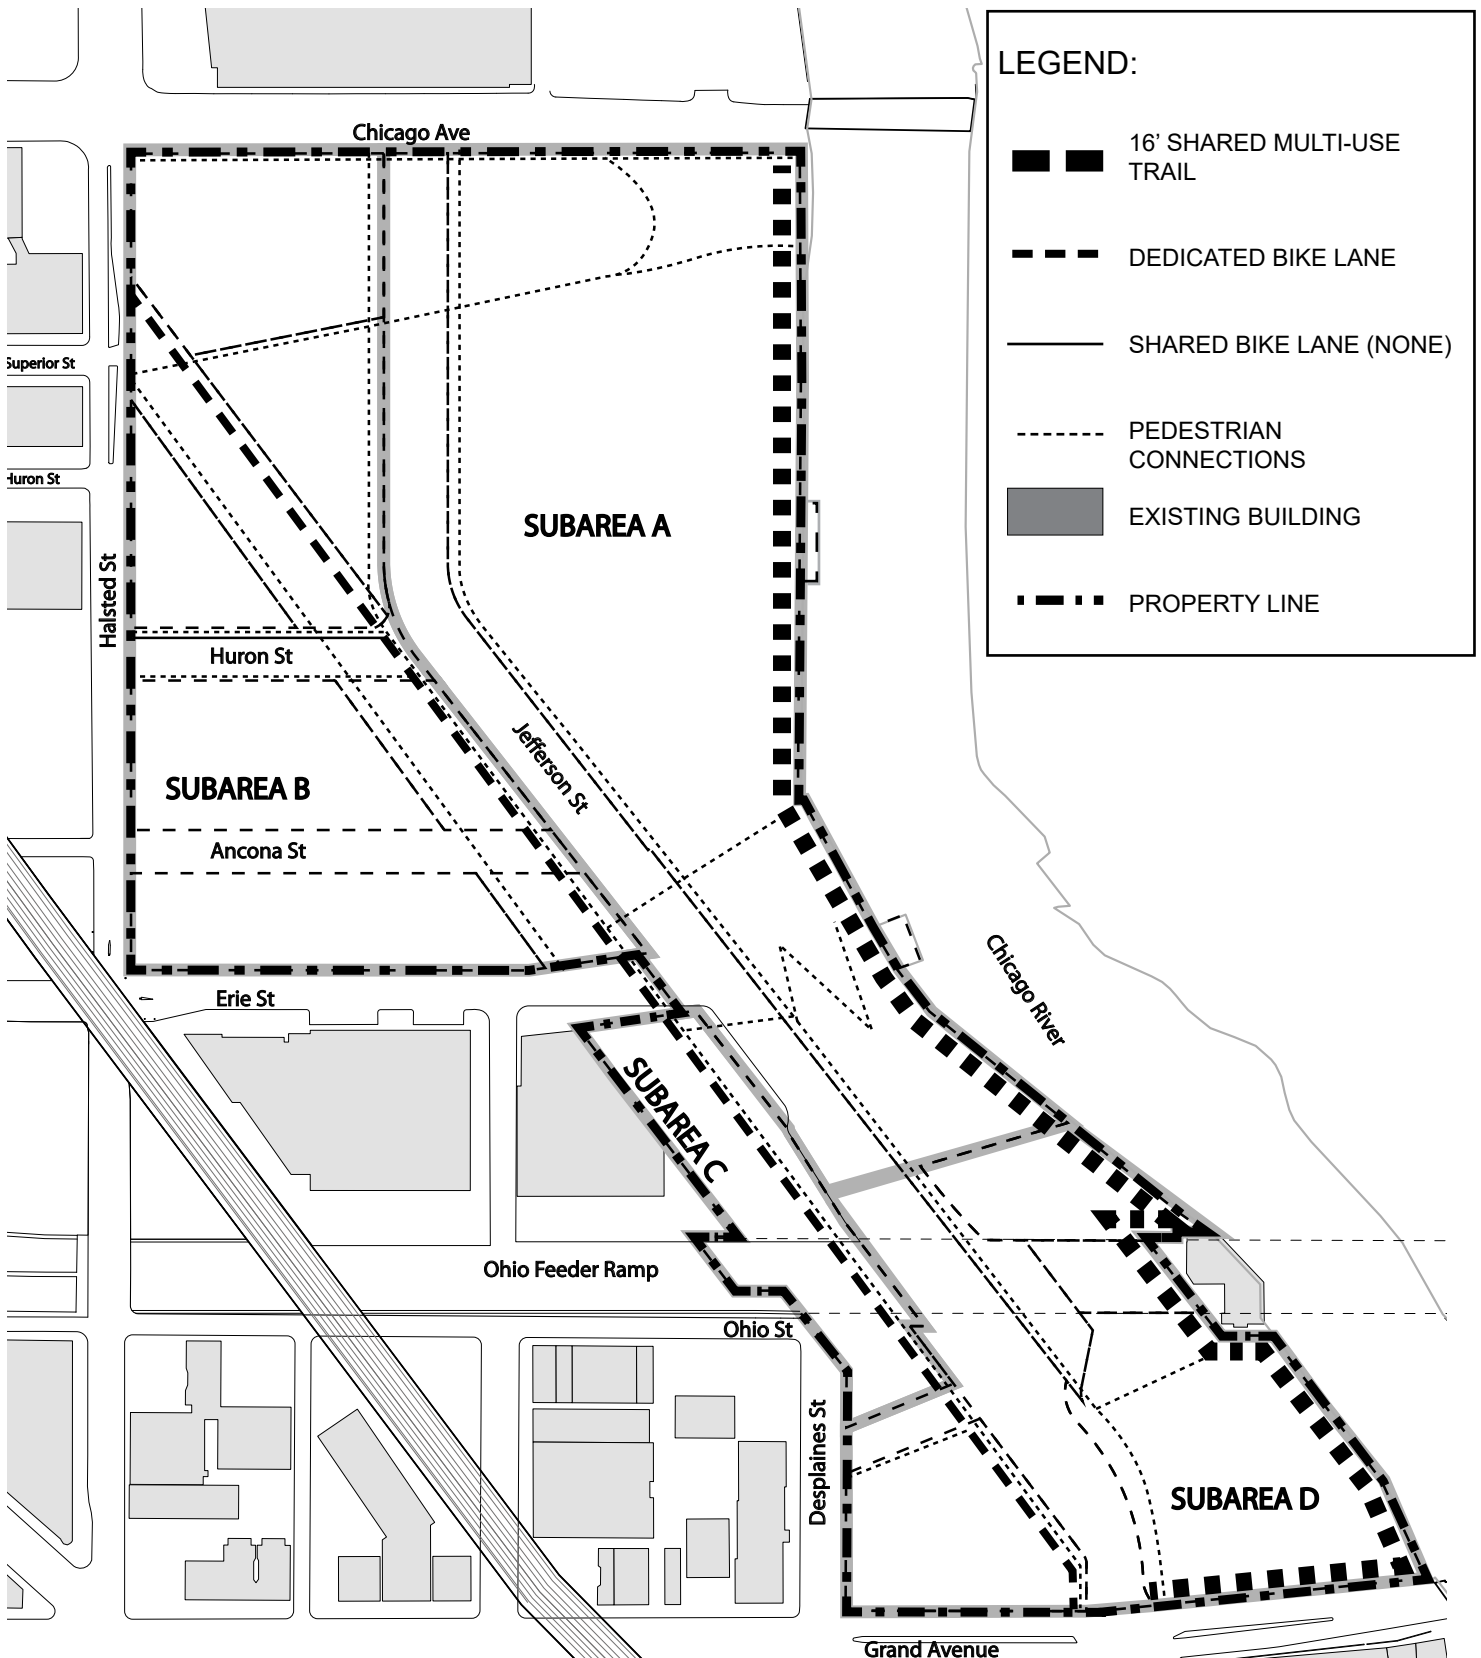 LEGEND:
16’ SHARED MULTI-USE
TRAIL
DEDICATED BIKE LANE
SHARED BIKE LANE (NONE)
PEDESTRIAN
CONNECTIONS
EXISTING BUILDING
PROPERTY LINE
Chicago Ave
Superior St
Huron St
Halsted St
SUBAREA A
Huron St
Jefferson St
SUBAREA B
Ancona St
Chicago River
Erie St
SUBAREA C
Ohio Feeder Ramp
Ohio St
Desplaines St
SUBAREA D
Grand Avenue